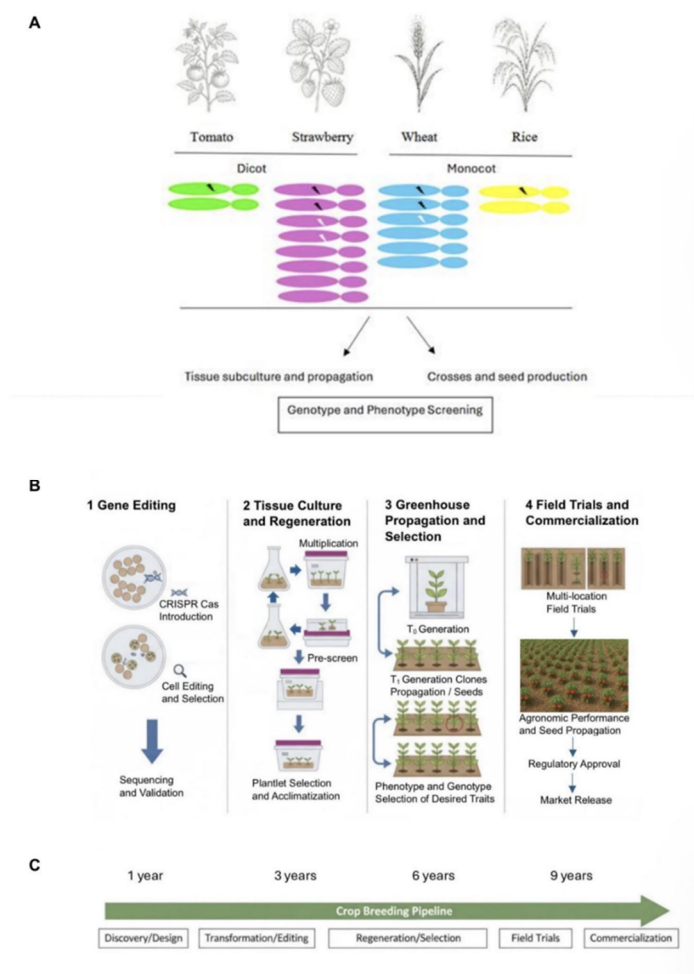 A
Tomato Strawberry Wheat Rice
Dicot Monocot
Tissue subculture and propagation Crosses and seed production
Genotype and Phenotype Screening
B
1 Gene Editing
CRISPR Cas
Introduction
Cell Editing
and Selection
Sequencing
and Validation
2 Tissue Culture
and Regeneration
Multiplication
Pre-screen
Plantlet Selection
and Acclimatization
3 Greenhouse
Propagation and
Selection
T₀ Generation
T₁ Generation Clones
Propagation / Seeds
Phenotype and Genotype
Selection of Desired Traits
4 Field Trials and
Commercialization
Multi-location
Field Trials
Agronomic Performance
and Seed Propagation
Regulatory Approval
Market Release
C
1 year 3 years 6 years 9 years
Crop Breeding Pipeline
Discovery/Design Transformation/Editing Regeneration/Selection Field Trials Commercialization